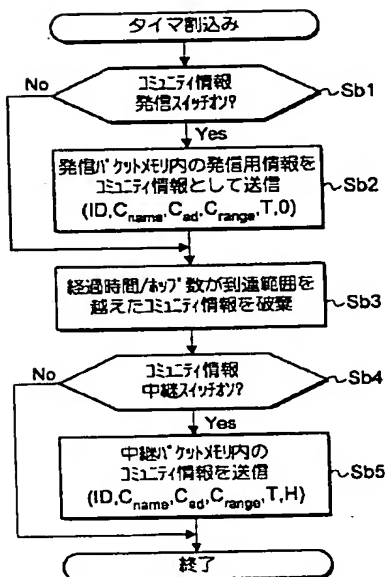 タイマ割込み
コミュニティ情報
発信スイッチオン?
Sb1
No
Yes
発信パケットメモリ内の発信用情報を
コミュニティ情報として送信
(ID,C_name,C_ad,C_range,T,0)
Sb2
経過時間/ホップ数が到達範囲を
越えたコミュニティ情報を破棄
Sb3
コミュニティ情報
中継スイッチオン?
Sb4
No
Yes
中継パケットメモリ内の
コミュニティ情報を送信
(ID,C_name,C_ad,C_range,T,H)
Sb5
終了